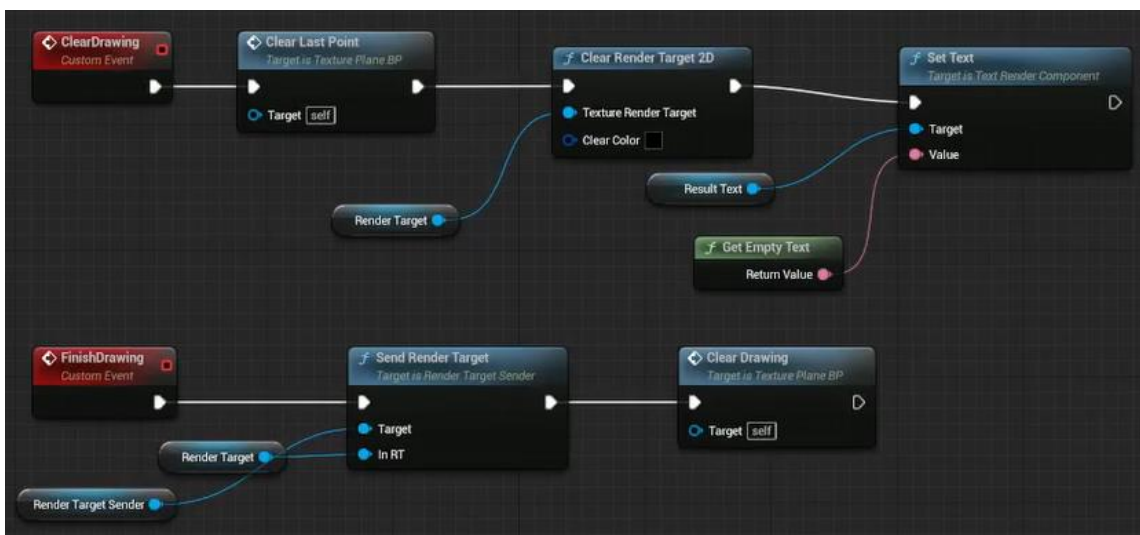 ClearDrawing
Custom Event
Clear Last Point
Target is Texture Plane BP
Target self
Clear Render Target 2D
Texture Render Target
Clear Color
Set Text
Target is Text Render Component
Target
Value
Result Text
Render Target
Get Empty Text
Return Value
FinishDrawing
Custom Event
Send Render Target
Target is Render Target Sender
Target
In RT
Clear Drawing
Target is Texture Plane BP
Target self
Render Target
Render Target Sender